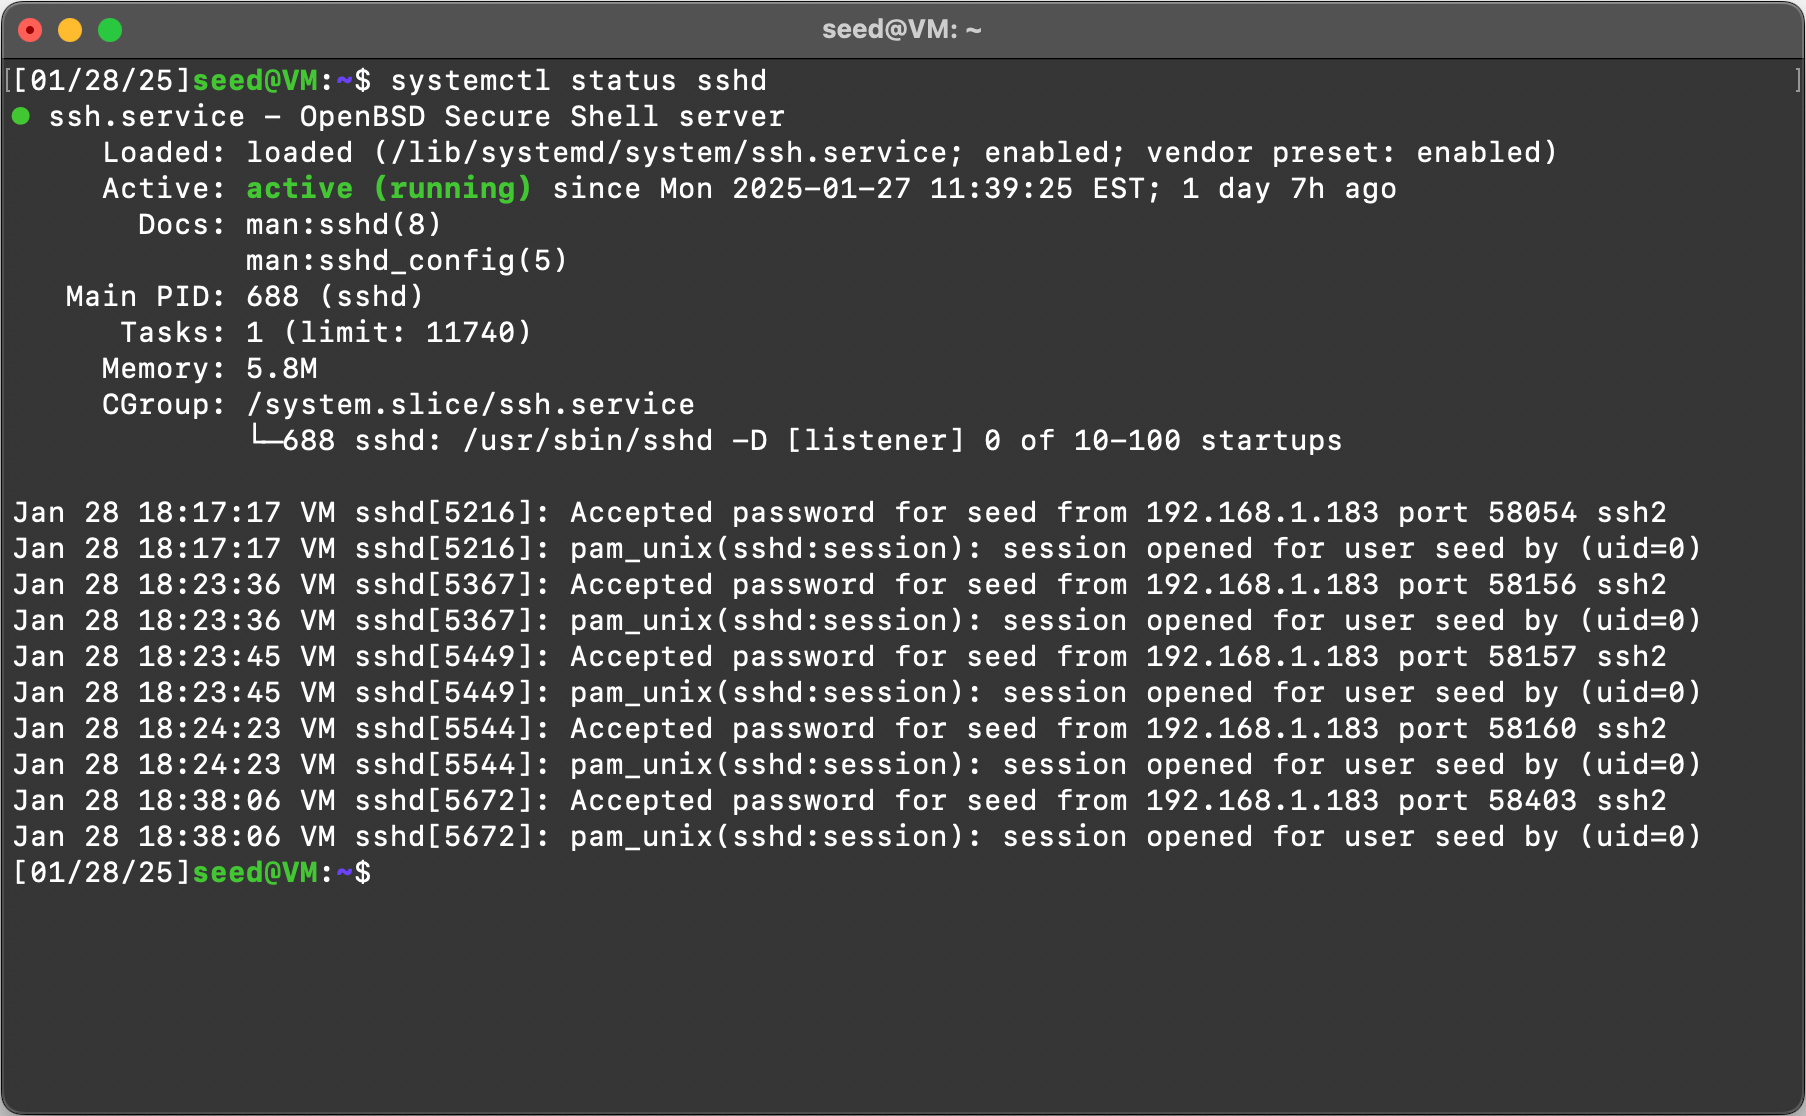 seed@VM: ~
[[01/28/25]seed@VM:~$ systemctl status sshd ]
● ssh.service - OpenBSD Secure Shell server
     Loaded: loaded (/lib/systemd/system/ssh.service; enabled; vendor preset: enabled)
     Active: active (running) since Mon 2025-01-27 11:39:25 EST; 1 day 7h ago
       Docs: man:sshd(8)
             man:sshd_config(5)
   Main PID: 688 (sshd)
      Tasks: 1 (limit: 11740)
     Memory: 5.8M
     CGroup: /system.slice/ssh.service
             └─688 sshd: /usr/sbin/sshd -D [listener] 0 of 10-100 startups
Jan 28 18:17:17 VM sshd[5216]: Accepted password for seed from 192.168.1.183 port 58054 ssh2
Jan 28 18:17:17 VM sshd[5216]: pam_unix(sshd:session): session opened for user seed by (uid=0)
Jan 28 18:23:36 VM sshd[5367]: Accepted password for seed from 192.168.1.183 port 58156 ssh2
Jan 28 18:23:36 VM sshd[5367]: pam_unix(sshd:session): session opened for user seed by (uid=0)
Jan 28 18:23:45 VM sshd[5449]: Accepted password for seed from 192.168.1.183 port 58157 ssh2
Jan 28 18:23:45 VM sshd[5449]: pam_unix(sshd:session): session opened for user seed by (uid=0)
Jan 28 18:24:23 VM sshd[5544]: Accepted password for seed from 192.168.1.183 port 58160 ssh2
Jan 28 18:24:23 VM sshd[5544]: pam_unix(sshd:session): session opened for user seed by (uid=0)
Jan 28 18:38:06 VM sshd[5672]: Accepted password for seed from 192.168.1.183 port 58403 ssh2
Jan 28 18:38:06 VM sshd[5672]: pam_unix(sshd:session): session opened for user seed by (uid=0)
[01/28/25]seed@VM:~$